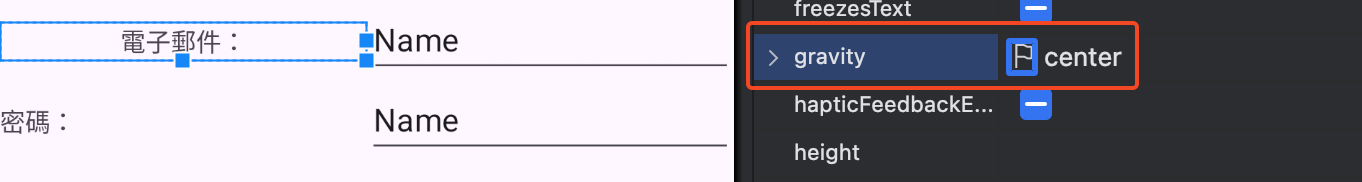 電子郵件：
Name
密碼：
Name
freezesText
gravity
center
hapticFeedbackE...
height